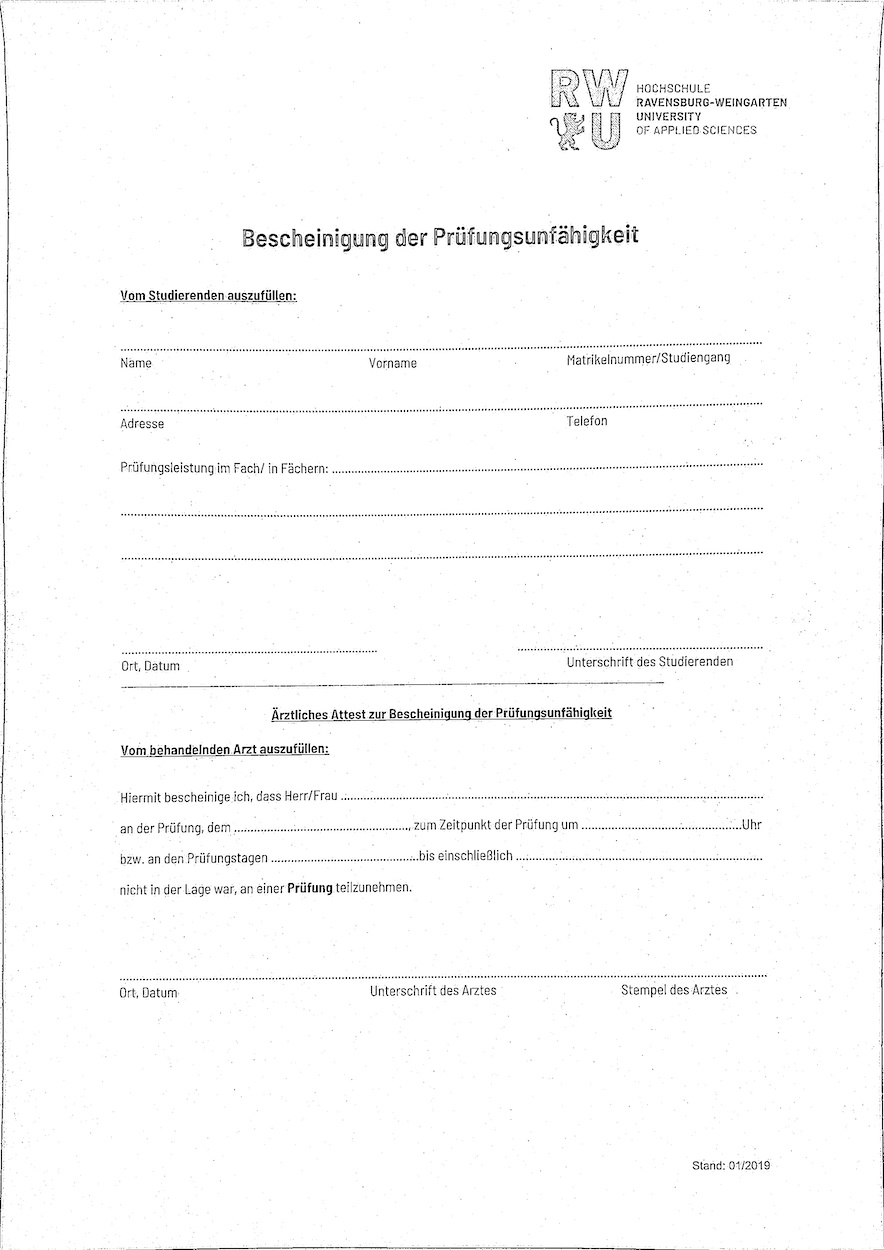 RW
U
HOCHSCHULE
RAVENSBURG-WEINGARTEN
UNIVERSITY
OF APPLIED SCIENCES
Bescheinigung der Prüfungsunfähigkeit
Vom Studierenden auszufüllen:
Name Vorname Matrikelnummer/Studiengang
Adresse Telefon
Prüfungsleistung im Fach/ in Fächern:
Ort, Datum Unterschrift des Studierenden
Ärztliches Attest zur Bescheinigung der Prüfungsunfähigkeit
Vom behandelnden Arzt auszufüllen:
Hiermit bescheinige ich, dass Herr/Frau
an der Prüfung, dem , zum Zeitpunkt der Prüfung um Uhr
bzw. an den Prüfungstagen bis einschließlich
nicht in der Lage war, an einer Prüfung teilzunehmen.
Ort, Datum Unterschrift des Arztes Stempel des Arztes
Stand: 01/2019